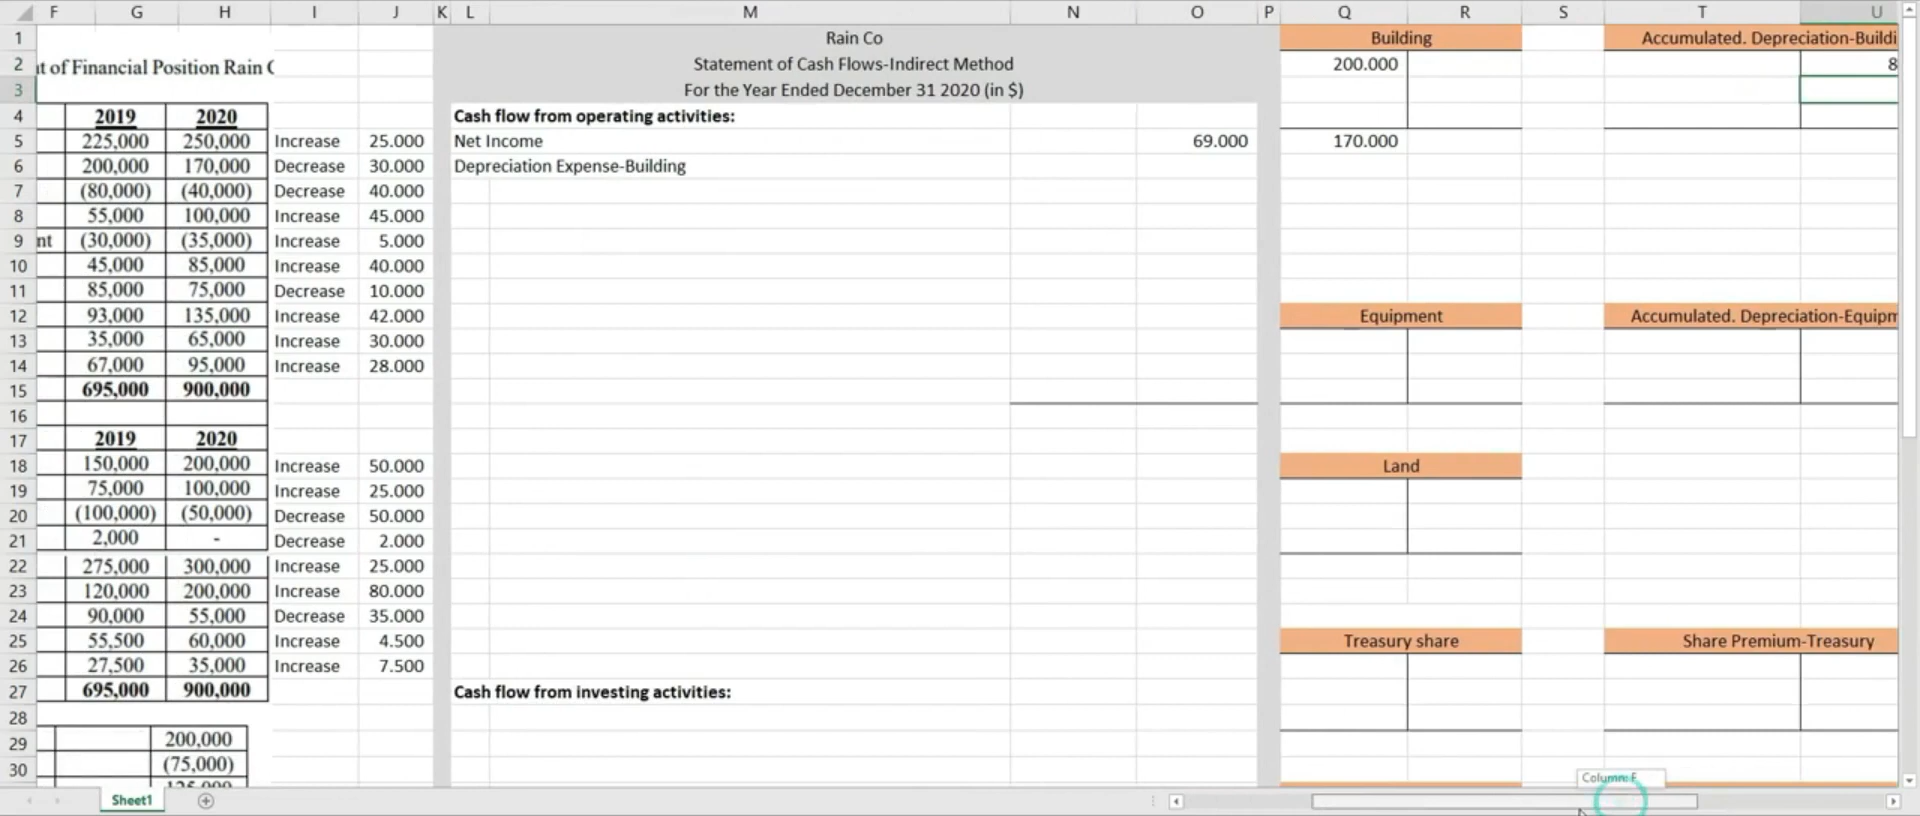 F G H I J K L M N O P Q R S T U
1 Rain Co Building Accumulated. Depreciation-Buildi
2 t of Financial Position Rain C Statement of Cash Flows-Indirect Method 200.000 8
3 For the Year Ended December 31 2020 (in $)
4 2019 2020 Cash flow from operating activities:
5 225,000 250,000 Increase 25.000 Net Income 69.000 170.000
6 200,000 170,000 Decrease 30.000 Depreciation Expense-Building
7 (80,000) (40,000) Decrease 40.000
8 55,000 100,000 Increase 45.000
9 nt (30,000) (35,000) Increase 5.000
10 45,000 85,000 Increase 40.000
11 85,000 75,000 Decrease 10.000
12 93,000 135,000 Increase 42.000 Equipment Accumulated. Depreciation-Equipm
13 35,000 65,000 Increase 30.000
14 67,000 95,000 Increase 28.000
15 695,000 900,000
16
17 2019 2020
18 150,000 200,000 Increase 50.000 Land
19 75,000 100,000 Increase 25.000
20 (100,000) (50,000) Decrease 50.000
21 2,000 - Decrease 2.000
22 275,000 300,000 Increase 25.000
23 120,000 200,000 Increase 80.000
24 90,000 55,000 Decrease 35.000
25 55,500 60,000 Increase 4.500 Treasury share Share Premium-Treasury
26 27,500 35,000 Increase 7.500
27 695,000 900,000 Cash flow from investing activities:
28
29 200,000
30 (75,000)
Column: F
Sheet1